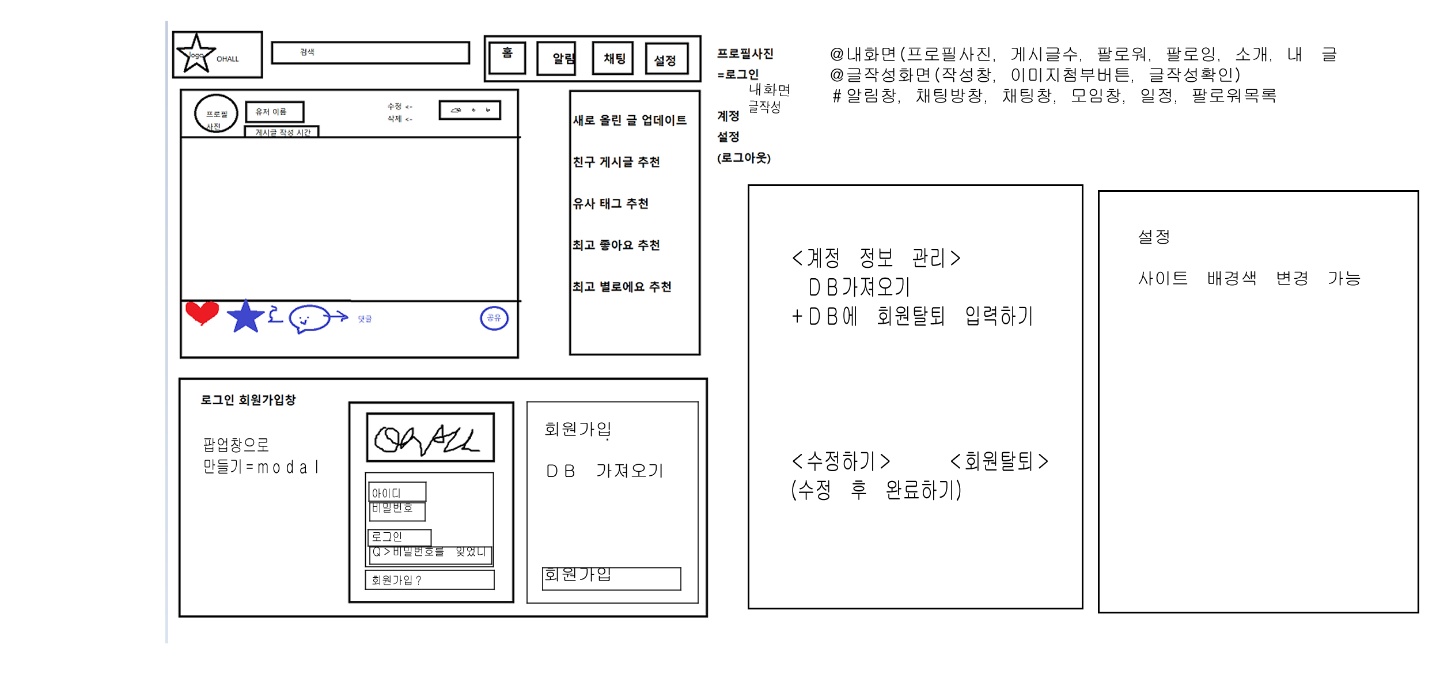 logo
OHALL
검색
홈
알림
채팅
설정
프로필
사진
유저 이름
게시글 작성 시간
수정 <-
삭제 <-
댓글
공유
새로 올린 글 업데이트
친구 게시글 추천
유사 태그 추천
최고 좋아요 추천
최고 별로에요 추천
프로필사진
=로그인
내화면
글작성
계정
설정
(로그아웃)
@내화면(프로필사진, 게시글수, 팔로워, 팔로잉, 소개, 내 글
@글작성화면(작성창, 이미지첨부버튼, 글작성확인)
#알림창, 채팅방창, 채팅창, 모임창, 일정, 팔로워목록
로그인 회원가입창
팝업창으로
만들기=modal
OHALL
아이디
비밀번호
로그인
Q>비밀번호를 잊었니
회원가입?
회원가입
DB 가져오기
회원가입
<계정 정보 관리>
DB가져오기
+DB에 회원탈퇴 입력하기
<수정하기> <회원탈퇴>
(수정 후 완료하기)
설정
사이트 배경색 변경 가능